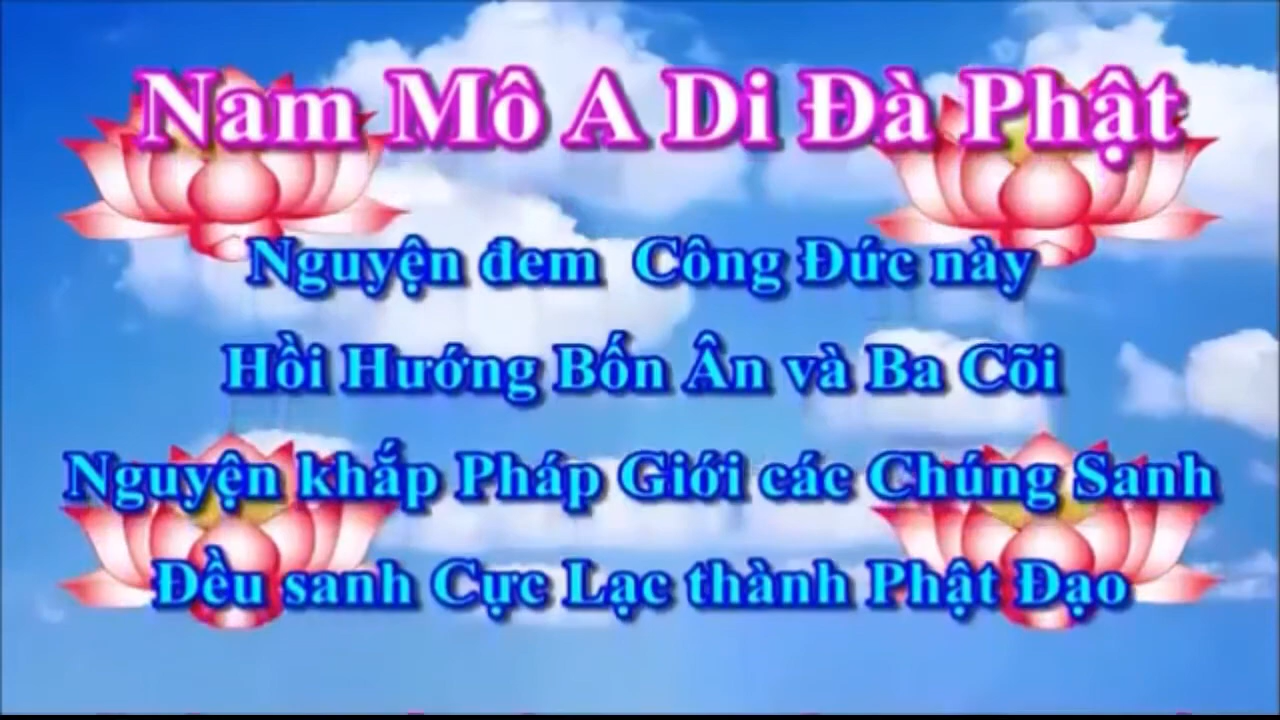 Nam Mô A Di Đà Phật
Nguyện đem Công Đức này
Hồi Hướng Bốn Ân và Ba Cõi
Nguyện khắp Pháp Giới các Chúng Sanh
Đều sanh Cực Lạc thành Phật Đạo